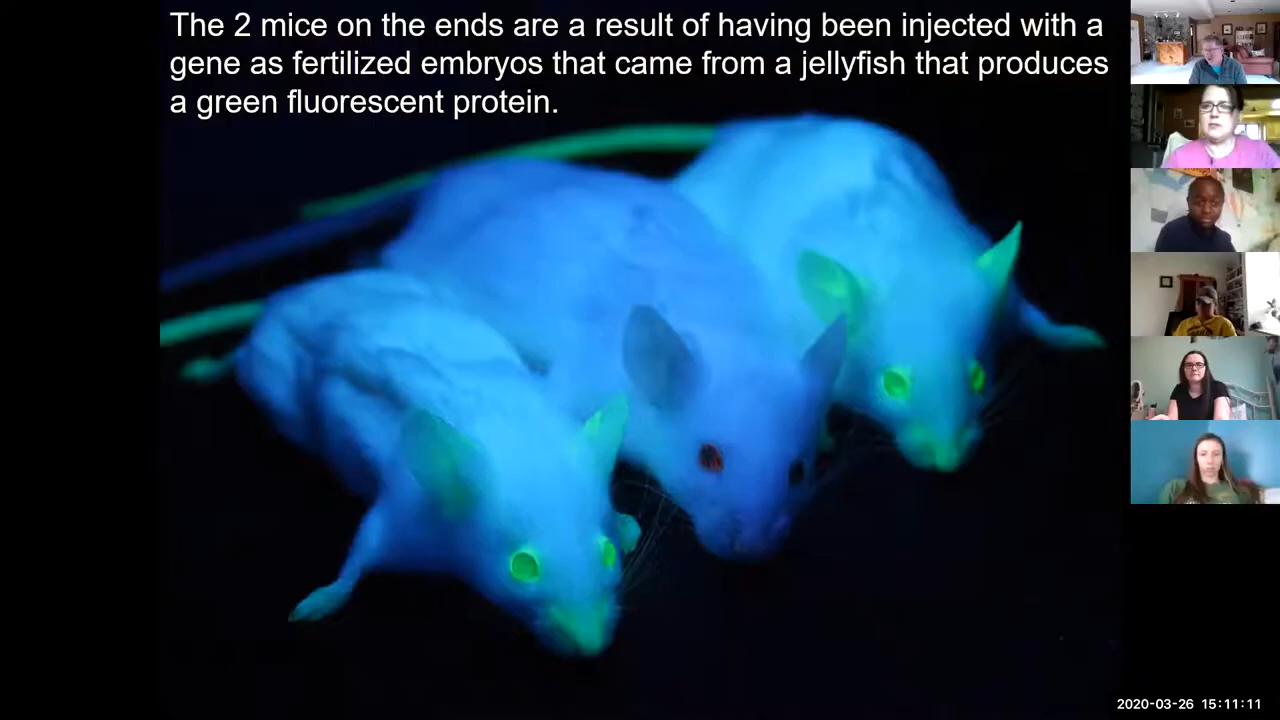 The 2 mice on the ends are a result of having been injected with a
gene as fertilized embryos that came from a jellyfish that produces
a green fluorescent protein.
2020-03-26 15:11:11